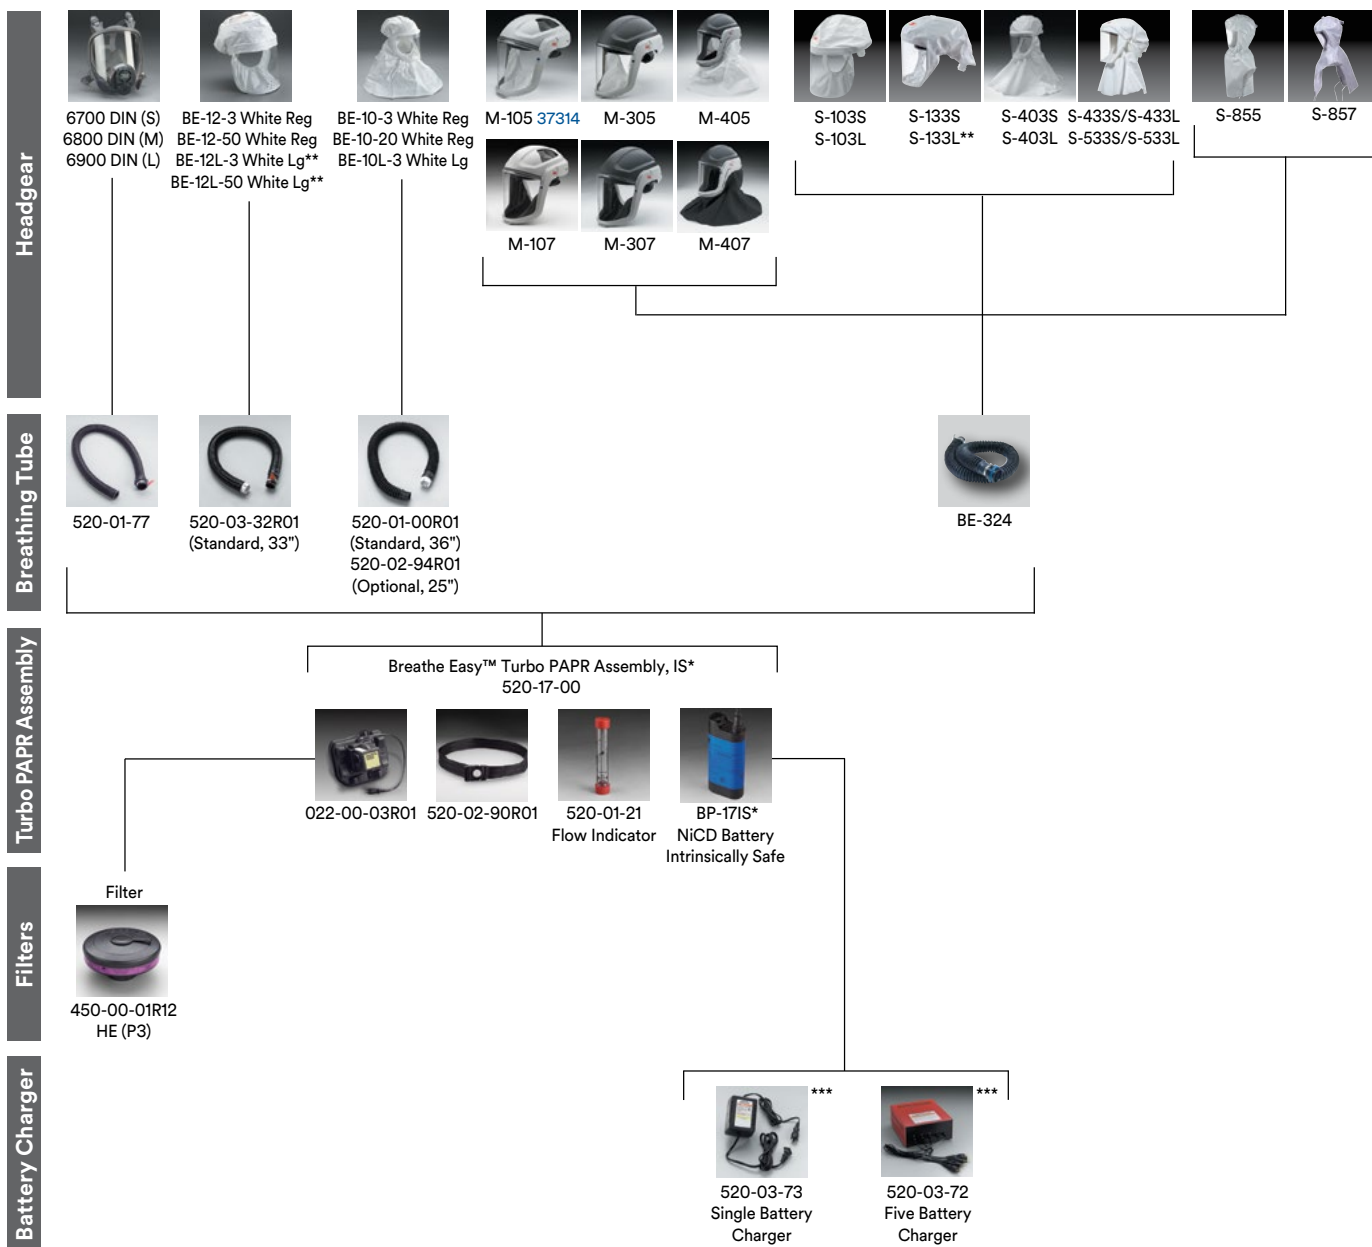 Headgear
6700 DIN (S)
6800 DIN (M)
6900 DIN (L)
BE-12-3 White Reg
BE-12-50 White Reg
BE-12L-3 White Lg**
BE-12L-50 White Lg**
BE-10-3 White Reg
BE-10-20 White Reg
BE-10L-3 White Lg
M-105 37314
M-305
M-405
M-107
M-307
M-407
S-103S
S-103L
S-133S
S-133L**
S-403S
S-403L
S-433S/S-433L
S-533S/S-533L
S-855
S-857
Breathing Tube
520-01-77
520-03-32R01
(Standard, 33")
520-01-00R01
(Standard, 36")
520-02-94R01
(Optional, 25")
BE-324
Turbo PAPR Assembly
Breathe Easy™ Turbo PAPR Assembly, IS*
520-17-00
022-00-03R01
520-02-90R01
520-01-21
Flow Indicator
BP-17IS*
NiCD Battery
Intrinsically Safe
Filters
Filter
450-00-01R12
HE (P3)
Battery Charger
***
520-03-73
Single Battery
Charger
***
520-03-72
Five Battery
Charger